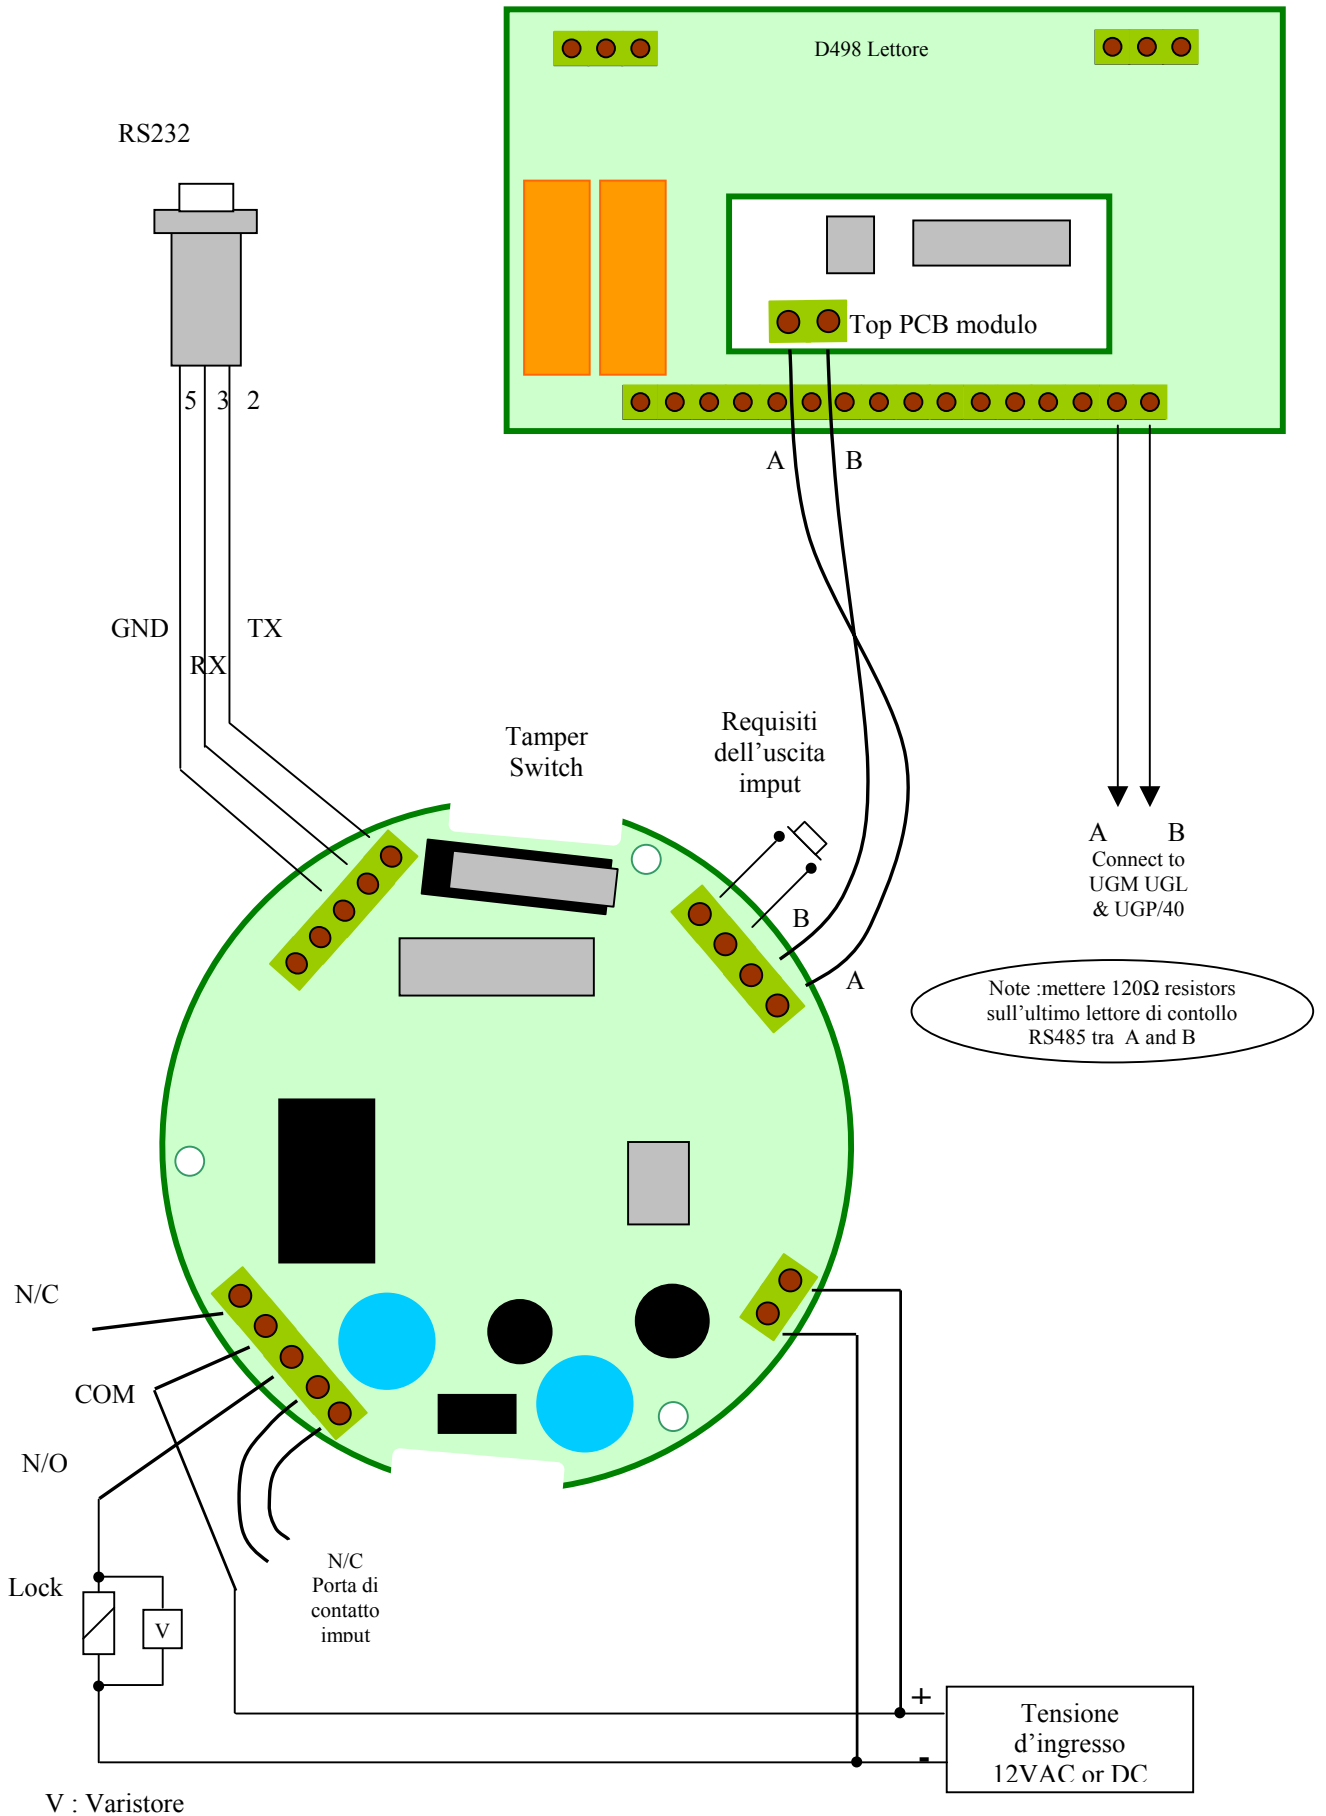 D498 Lettore
RS232
Top PCB modulo
5 3 2
A B
GND TX
RX
Tamper
Switch
Requisiti
dell’uscita
imput
A B
Connect to
UGM UGL
& UGP/40
B
A
Note :mettere 120Ω resistors
sull’ultimo lettore di contollo
RS485 tra A and B
N/C
COM
N/O
N/C
Porta di
contatto
imput
Lock
V
+
Tensione
d’ingresso
12VAC or DC
-
V : Varistore